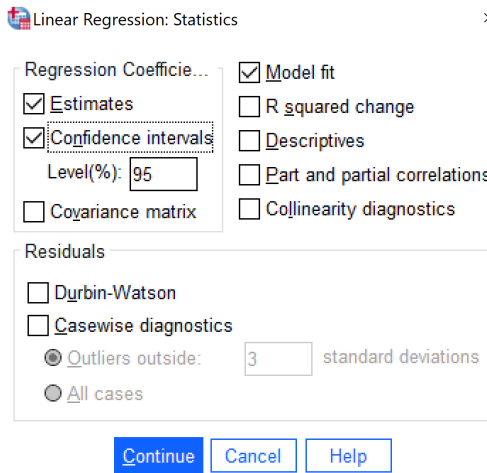 Linear Regression: Statistics
Regression Coefficie...
Estimates
Confidence intervals
Level(%): 95
Covariance matrix
Model fit
R squared change
Descriptives
Part and partial correlations
Collinearity diagnostics
Residuals
Durbin-Watson
Casewise diagnostics
Outliers outside: 3 standard deviations
All cases
Continue Cancel Help